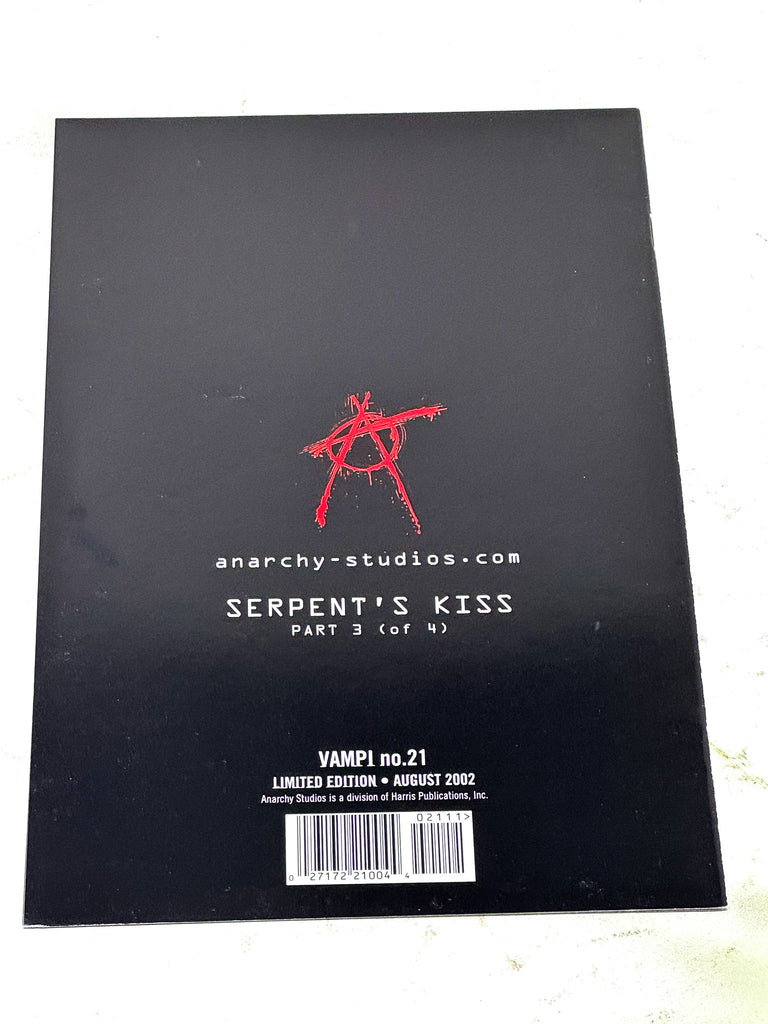 anarchy-studios.com
SERPENT'S KISS
PART 3 (of 4)
VAMPI no.21
LIMITED EDITION • AUGUST 2002
Anarchy Studios is a division of Harris Publications, Inc.
02111>
0 27172 21004 4